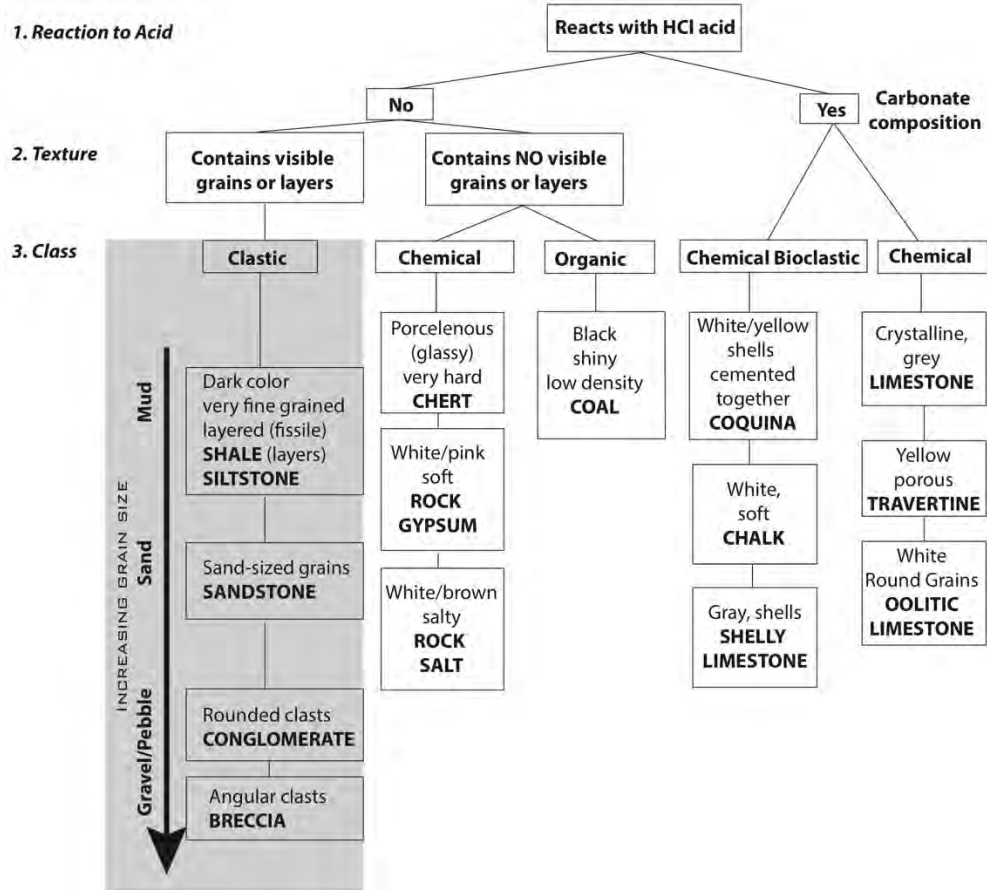 1. Reaction to Acid
Reacts with HCl acid
No
Yes
Carbonate
composition
2. Texture
Contains visible
grains or layers
Contains NO visible
grains or layers
3. Class
Clastic
Chemical
Organic
Chemical Bioclastic
Chemical
INCREASING GRAIN SIZE
Mud
Sand
Gravel/Pebble
Dark color
very fine grained
layered (fissile)
SHALE (layers)
SILTSTONE
Sand-sized grains
SANDSTONE
Rounded clasts
CONGLOMERATE
Angular clasts
BRECCIA
Porcelenous
(glassy)
very hard
CHERT
White/pink
soft
ROCK
GYPSUM
White/brown
salty
ROCK
SALT
Black
shiny
low density
COAL
White/yellow
shells
cemented
together
COQUINA
White,
soft
CHALK
Gray, shells
SHELLY
LIMESTONE
Crystalline,
grey
LIMESTONE
Yellow
porous
TRAVERTINE
White
Round Grains
OOLITIC
LIMESTONE